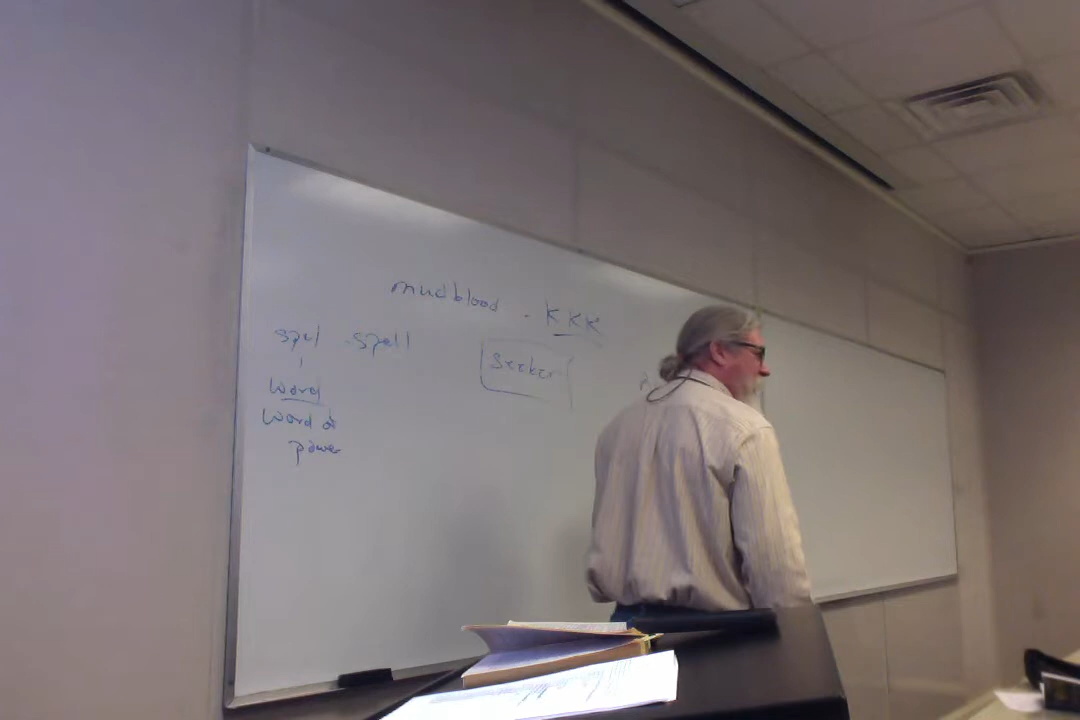 mudblood . KKK
spel spell
Seeker
word
word of
power